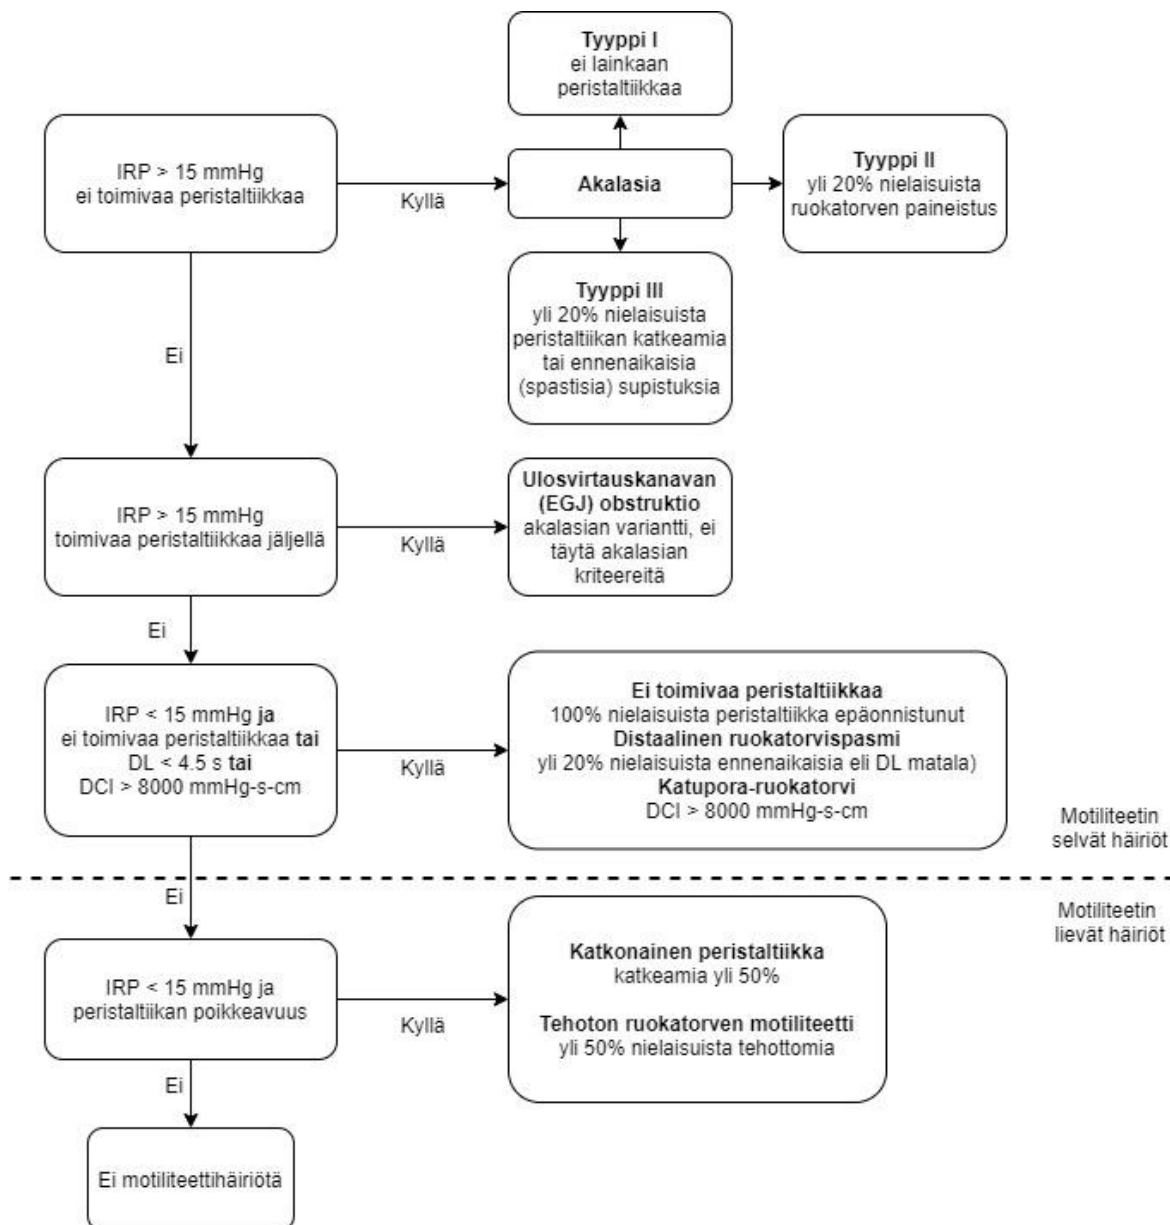 Tyyppi I
ei lainkaan
peristaltiikkaa
IRP > 15 mmHg
ei toimivaa peristaltiikkaa
Kyllä
Akalasia
Tyyppi II
yli 20% nielaisuista
ruokatorven paineistus
Tyyppi III
yli 20% nielaisuista
peristaltiikan katkeamia
tai ennenaikaisia
(spastisia) supistuksia
Ei
IRP > 15 mmHg
toimivaa peristaltiikkaa jäljellä
Kyllä
Ulosvirtauskanavan
(EGJ) obstruktio
akalasian variantti, ei
täytä akalasian
kriteereitä
Ei
IRP < 15 mmHg ja
ei toimivaa peristaltiikkaa tai
DL < 4.5 s tai
DCI > 8000 mmHg-s-cm
Kyllä
Ei toimivaa peristaltiikkaa
100% nielaisuista peristaltiikka epäonnistunut
Distaalinen ruokatorvispasmi
yli 20% nielaisuista ennenaikaisia eli DL matala)
Katupora-ruokatorvi
DCI > 8000 mmHg-s-cm
Motiliteetin
selvät häiriöt
Ei
Motiliteetin
lievät häiriöt
IRP < 15 mmHg ja
peristaltiikan poikkeavuus
Kyllä
Katkonainen peristaltiikka
katkeamia yli 50%
Tehoton ruokatorven motiliteetti
yli 50% nielaisuista tehottomia
Ei
Ei motiliteettihäiriötä